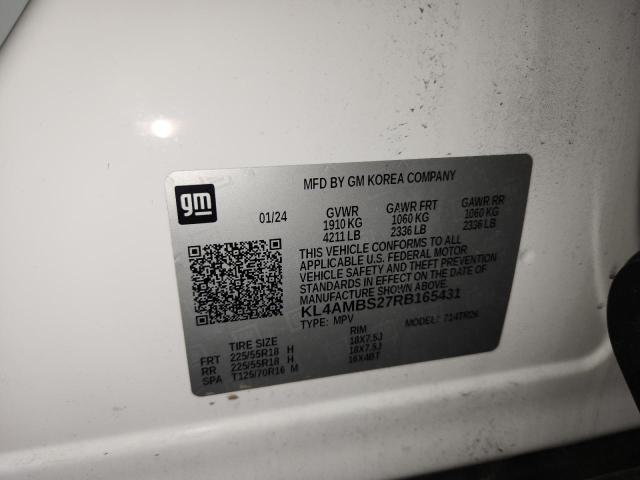 MFD BY GM KOREA COMPANY
gm
01/24 GVWR GAWR FRT GAWR RR
1910 KG 1060 KG 1060 KG
4211 LB 2336 LB 2336 LB
THIS VEHICLE CONFORMS TO ALL
APPLICABLE U.S. FEDERAL MOTOR
VEHICLE SAFETY AND THEFT PREVENTION
STANDARDS IN EFFECT ON THE DATE OF
MANUFACTURE SHOWN ABOVE.
KL4AMBS27RB165431
TYPE: MPV MODEL: 714TR26
TIRE SIZE RIM
FRT 225/55R18 H 18X7.5J
RR 225/55R18 H 18X7.5J
SPA T125/70R16 M 16X4BT